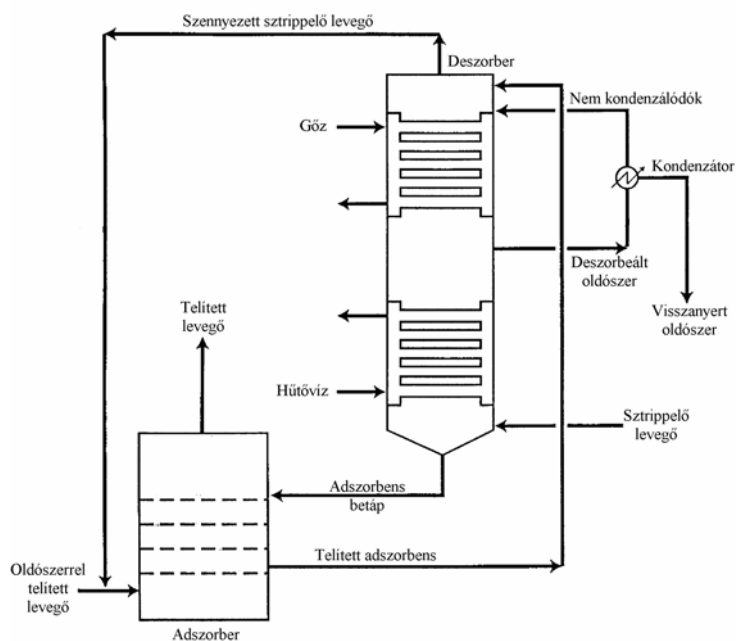 Szennyezett sztrippelő levegő
Deszorber
Nem kondenzálódók
Gőz
Kondenzátor
Deszorbeált
oldószer
Visszanyert
oldószer
Telített
levegő
Hűtővíz
Sztrippelő
levegő
Adszorbens
betáp
Telített adszorbens
Oldószerrel
telített
levegő
Adszorber